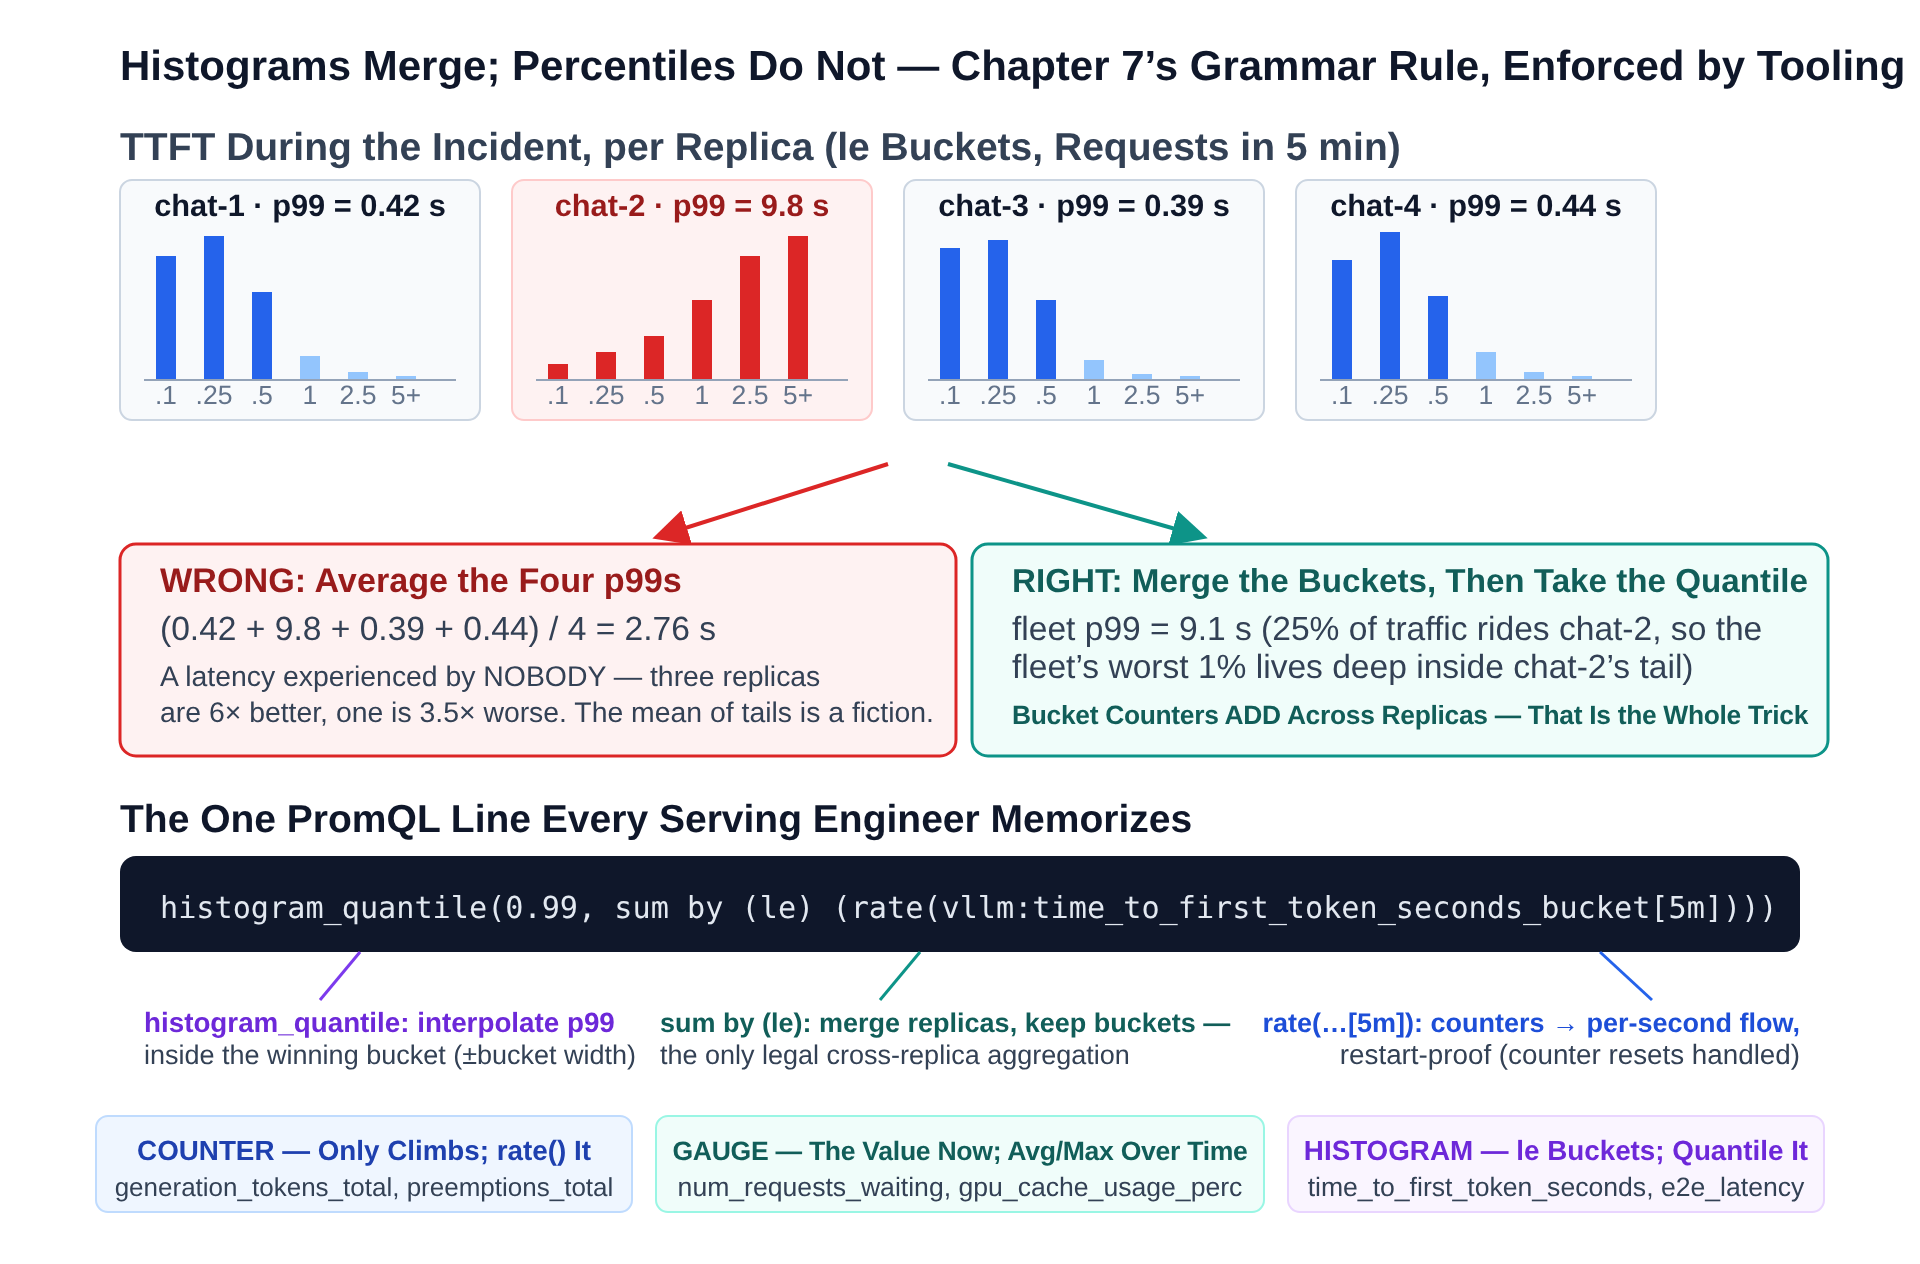 Histograms Merge; Percentiles Do Not — Chapter 7’s Grammar Rule, Enforced by Tooling
TTFT During the Incident, per Replica (le Buckets, Requests in 5 min)
chat-1 · p99 = 0.42 s
.1 .25 .5 1 2.5 5+
chat-2 · p99 = 9.8 s
.1 .25 .5 1 2.5 5+
chat-3 · p99 = 0.39 s
.1 .25 .5 1 2.5 5+
chat-4 · p99 = 0.44 s
.1 .25 .5 1 2.5 5+
WRONG: Average the Four p99s
(0.42 + 9.8 + 0.39 + 0.44) / 4 = 2.76 s
A latency experienced by NOBODY — three replicas
are 6× better, one is 3.5× worse. The mean of tails is a fiction.
RIGHT: Merge the Buckets, Then Take the Quantile
fleet p99 = 9.1 s (25% of traffic rides chat-2, so the
fleet’s worst 1% lives deep inside chat-2’s tail)
Bucket Counters ADD Across Replicas — That Is the Whole Trick
The One PromQL Line Every Serving Engineer Memorizes
histogram_quantile(0.99, sum by (le) (rate(vllm:time_to_first_token_seconds_bucket[5m])))
histogram_quantile: interpolate p99
inside the winning bucket (±bucket width)
sum by (le): merge replicas, keep buckets —
the only legal cross-replica aggregation
rate(…[5m]): counters → per-second flow,
restart-proof (counter resets handled)
COUNTER — Only Climbs; rate() It
generation_tokens_total, preemptions_total
GAUGE — The Value Now; Avg/Max Over Time
num_requests_waiting, gpu_cache_usage_perc
HISTOGRAM — le Buckets; Quantile It
time_to_first_token_seconds, e2e_latency